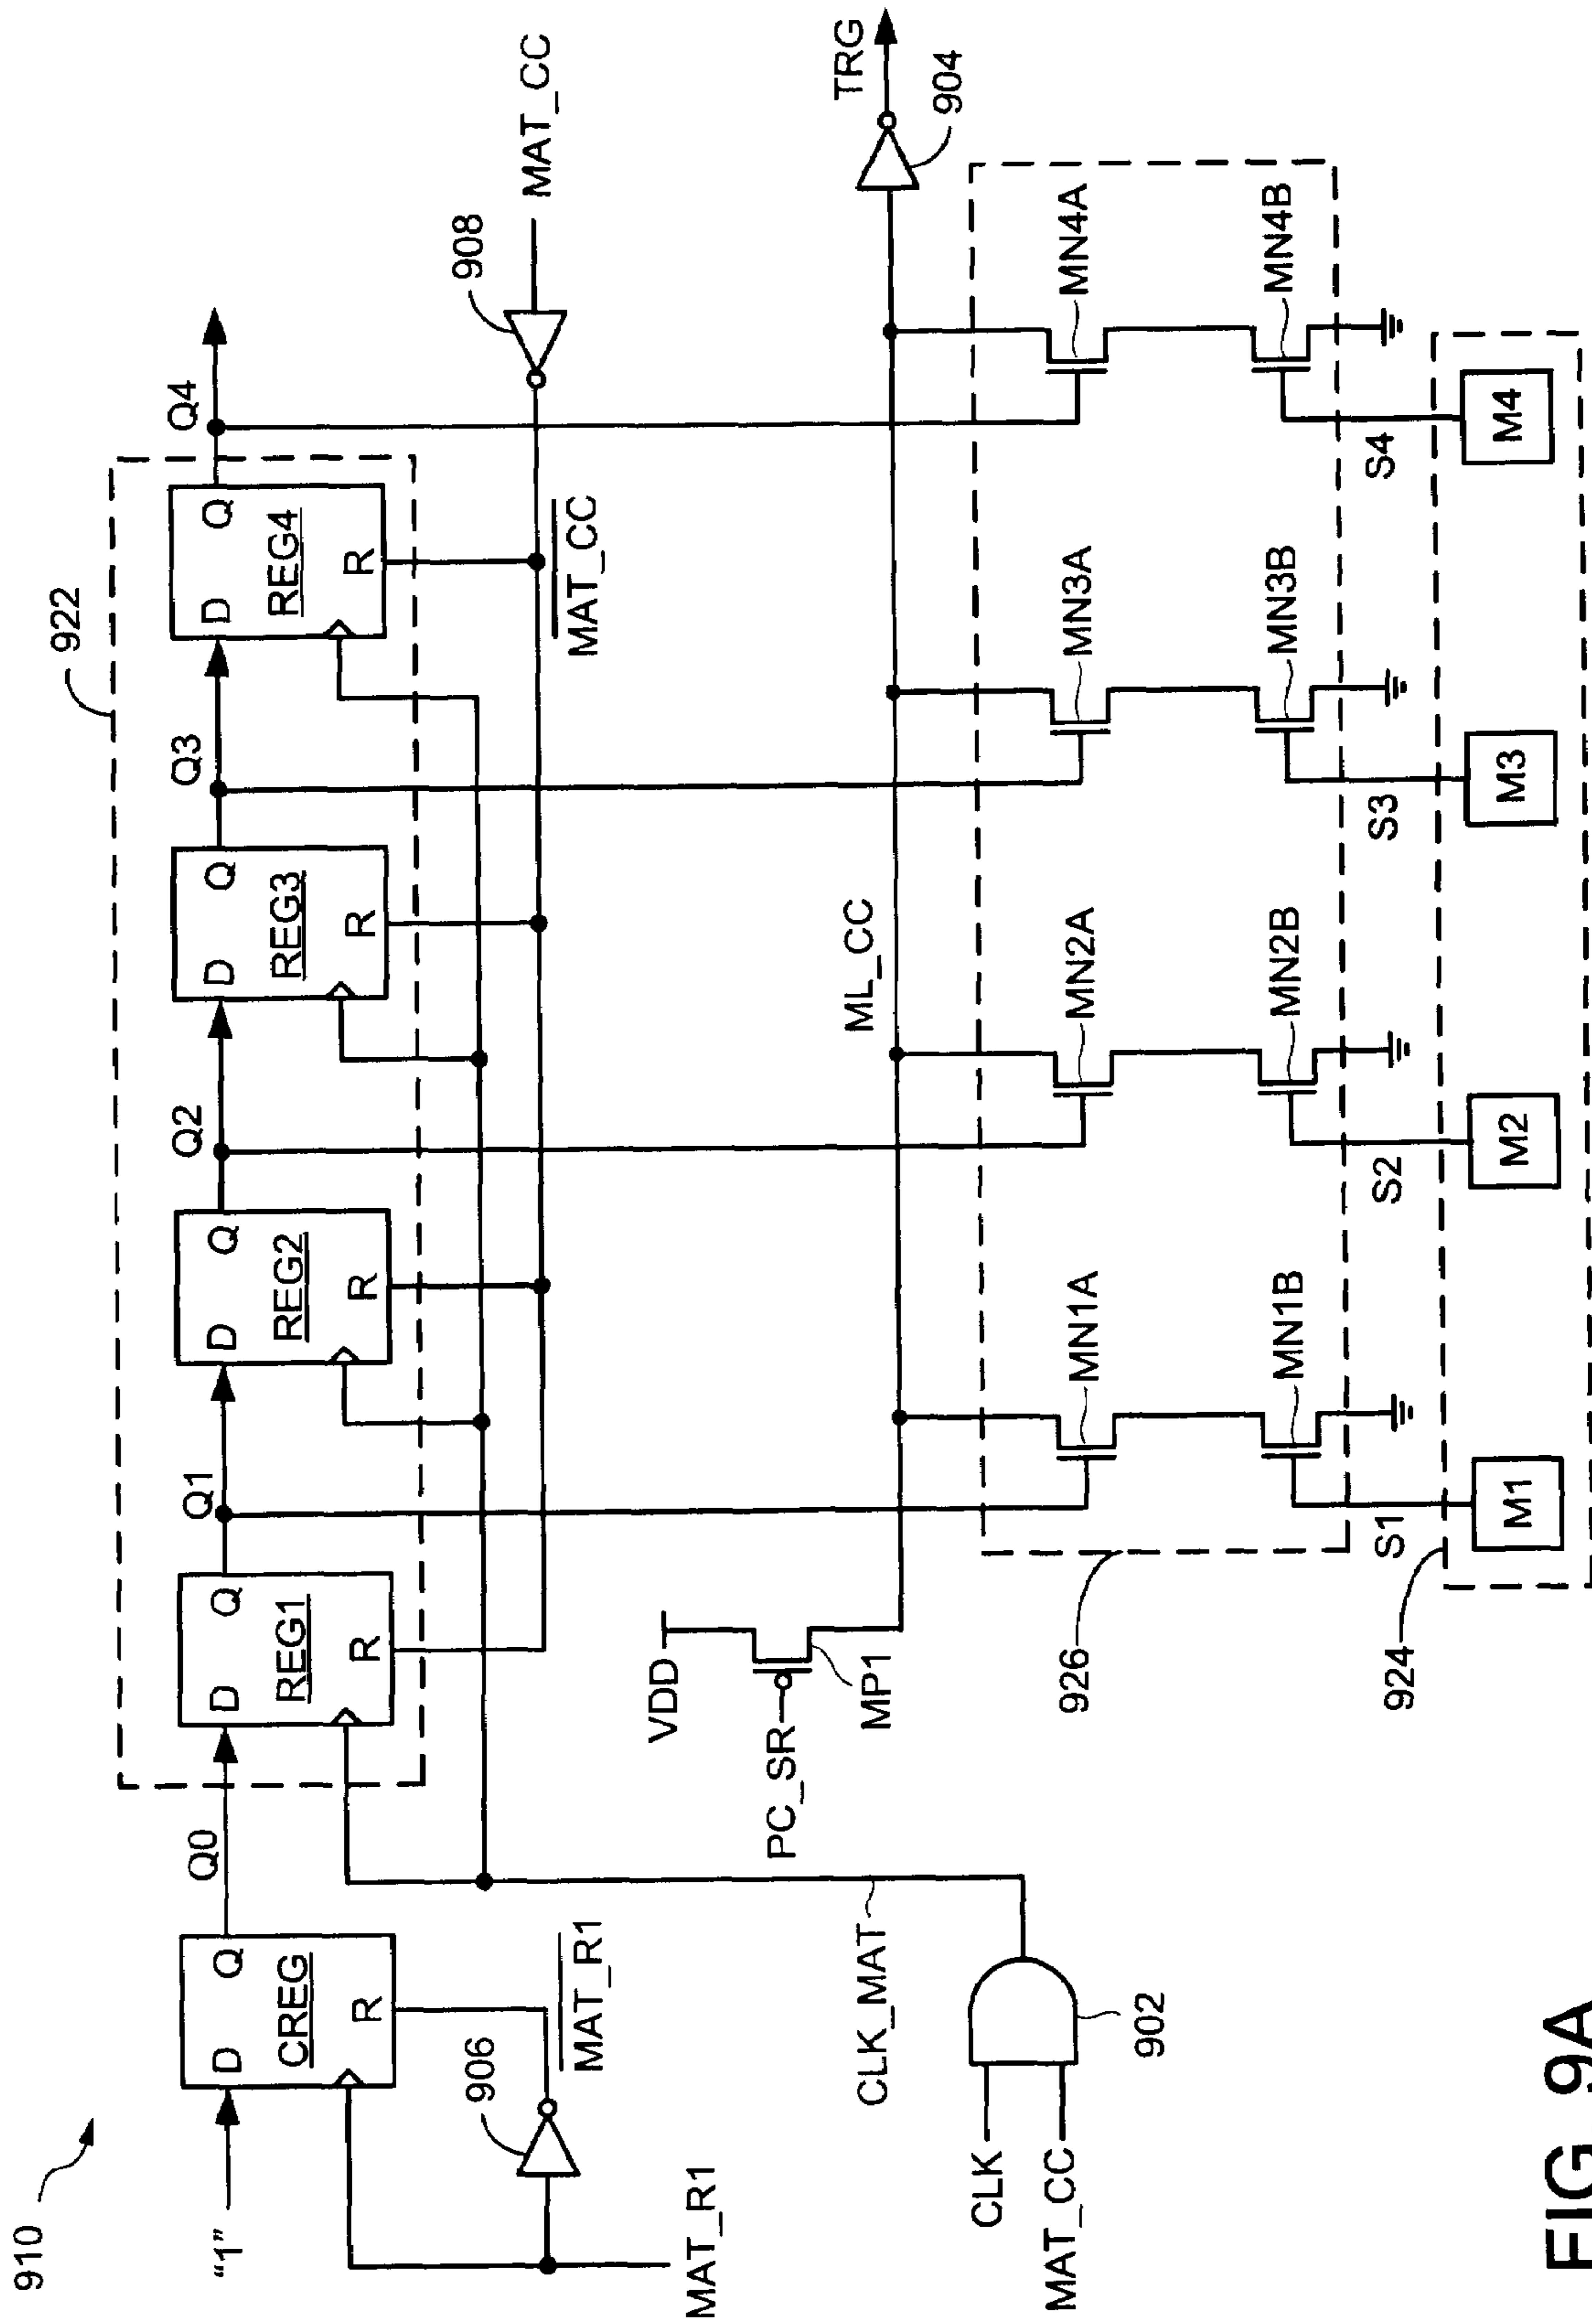 910
922
"1"
D
Q
CREG
R
Q0
D
Q
REG1
R
Q1
D
Q
REG2
R
Q2
D
Q
REG3
R
Q3
D
Q
REG4
R
Q4
906
MAT_R1
MAT_R1
908
MAT_CC
MAT_CC
CLK
MAT_CC
902
CLK_MAT
VDD
PC_SR
MP1
ML_CC
TRG
904
926
MN1A
MN2A
MN3A
MN4A
MN1B
MN2B
MN3B
MN4B
S1
S2
S3
S4
924
M1
M2
M3
M4
FIG. 9A